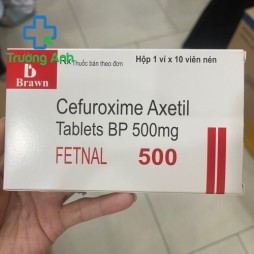 Trường Anh
Rx Thuốc bán theo đơn
Hộp 1 ví x 10 viên nén
b
Brawn
Cefuroxime Axetil
Tablets BP 500mg
FETNAL 500